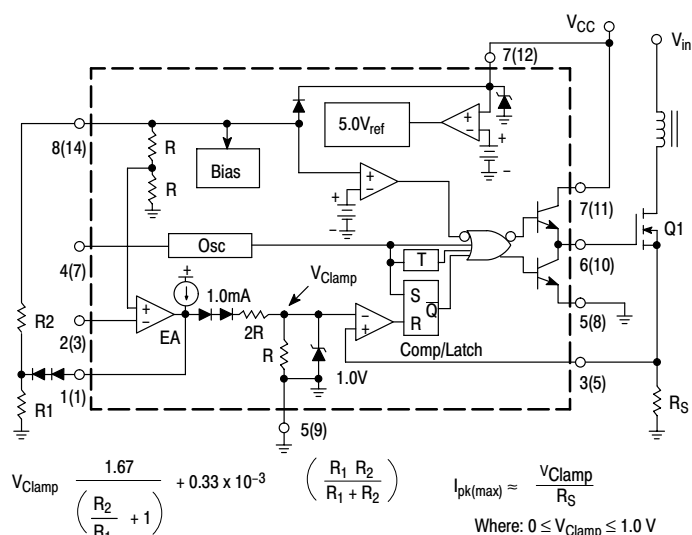 VCC
Vin
7(12)
5.0Vref
+
−
+
−
8(14)
R
Bias
R
+
−
+
−
7(11)
Q1
Osc
4(7)
T
6(10)
+
1.0mA
VClamp
S
Q
R
5(8)
R2
+
−
EA
2R
−
+
2(3)
R
Comp/Latch
1.0V
1(1)
3(5)
R1
RS
5(9)
VClamp 1.67 / (R2 / R1 + 1) + 0.33 x 10−3 (R1 R2 / R1 + R2)
Ipk(max) ≈ VClamp / RS
Where: 0 ≤ VClamp ≤ 1.0 V